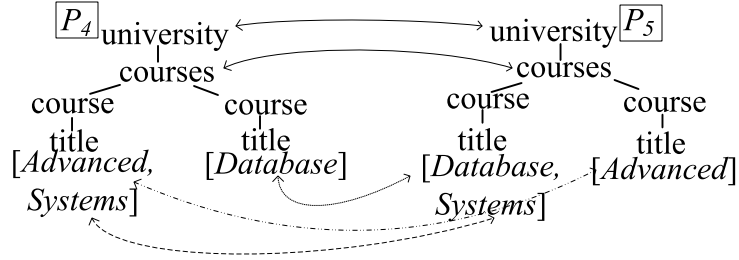 P4 university
courses
course course
title title
[Advanced, [Database]
Systems]
university P5
courses
course course
title title
[Database, [Advanced]
Systems]